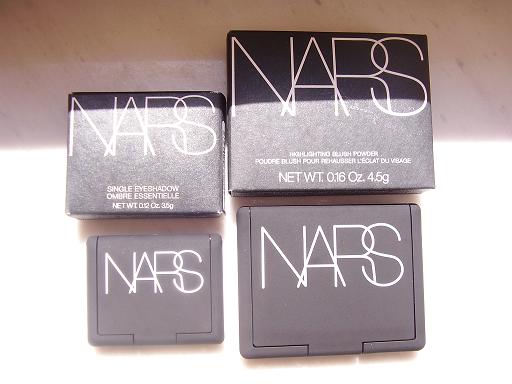 NARS
SINGLE EYESHADOW
OMBRE ESSENTIELLE
NET WT. 0.12 Oz. 3.5g
NARS
HIGHLIGHTING BLUSH POWDER
POUDRE BLUSH POUR REHAUSSER L'ÉCLAT DU VISAGE
NET WT. 0.16 Oz. 4.5g
NARS
NARS